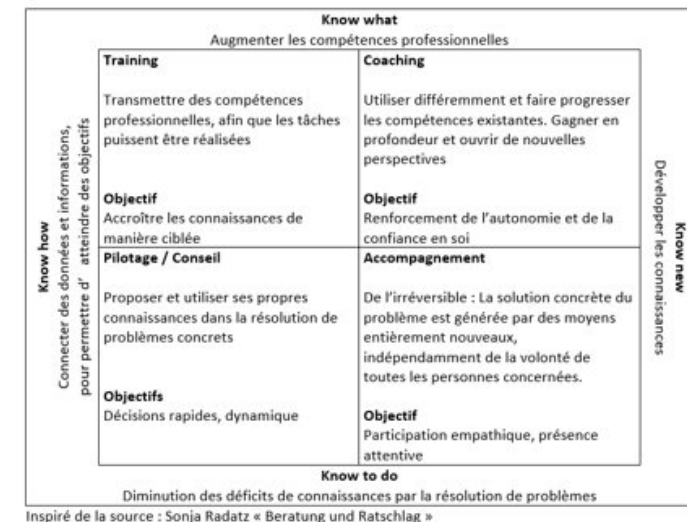 Know what
Augmenter les compétences professionnelles
Know how
Connecter des données et informations,
pour permettre d’ atteindre des objectifs
Training
Transmettre des compétences
professionnelles, afin que les tâches
puissent être réalisées
Objectif
Accroître les connaissances de
manière ciblée
Coaching
Utiliser différemment et faire progresser
les compétences existantes. Gagner en
profondeur et ouvrir de nouvelles
perspectives
Objectif
Renforcement de l’autonomie et de la
confiance en soi
Pilotage / Conseil
Proposer et utiliser ses propres
connaissances dans la résolution de
problèmes concrets
Objectifs
Décisions rapides, dynamique
Accompagnement
De l’irréversible : La solution concrète du
problème est générée par des moyens
entièrement nouveaux,
indépendamment de la volonté de
toutes les personnes concernées.
Objectif
Participation empathique, présence
attentive
Know new
Développer les connaissances
Know to do
Diminution des déficits de connaissances par la résolution de problèmes
Inspiré de la source : Sonja Radatz « Beratung und Ratschlag »